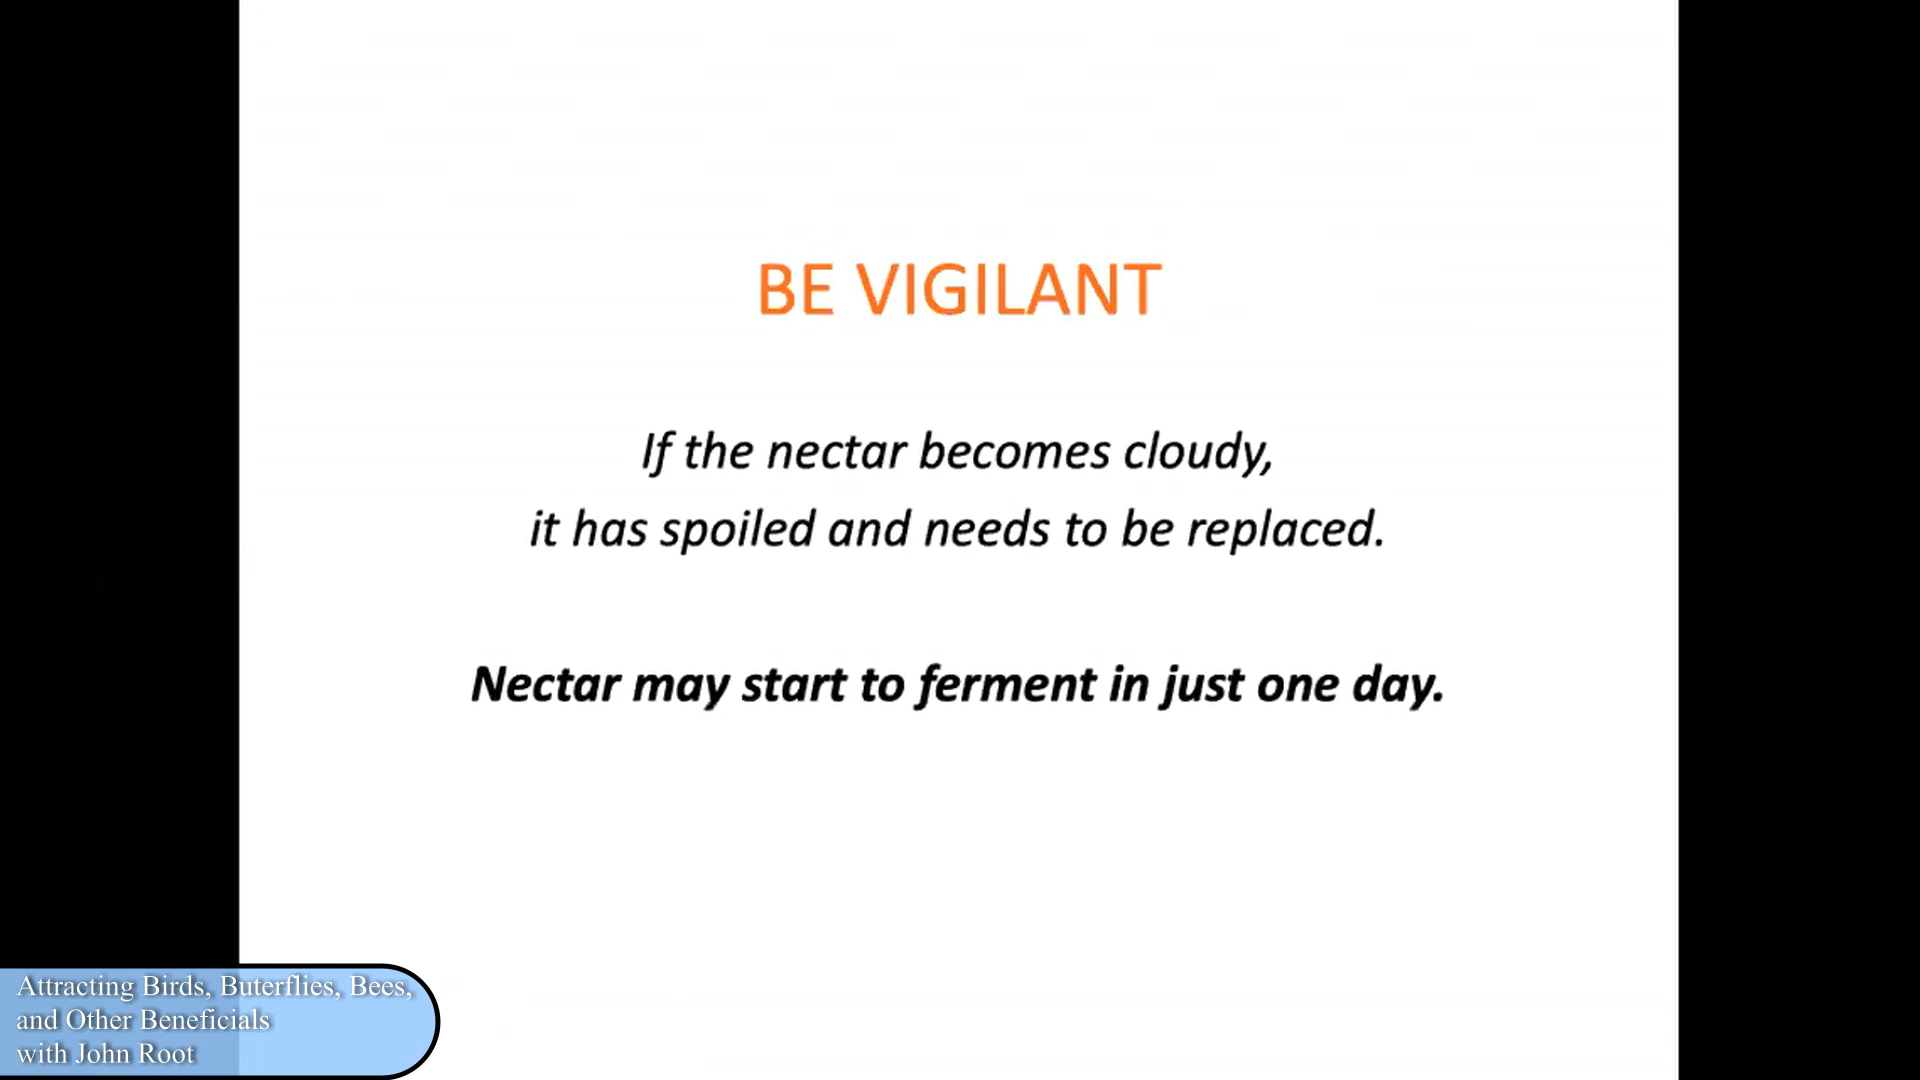 BE VIGILANT
If the nectar becomes cloudy,
it has spoiled and needs to be replaced.
Nectar may start to ferment in just one day.
Attracting Birds, Buterflies, Bees,
and Other Beneficials
with John Root